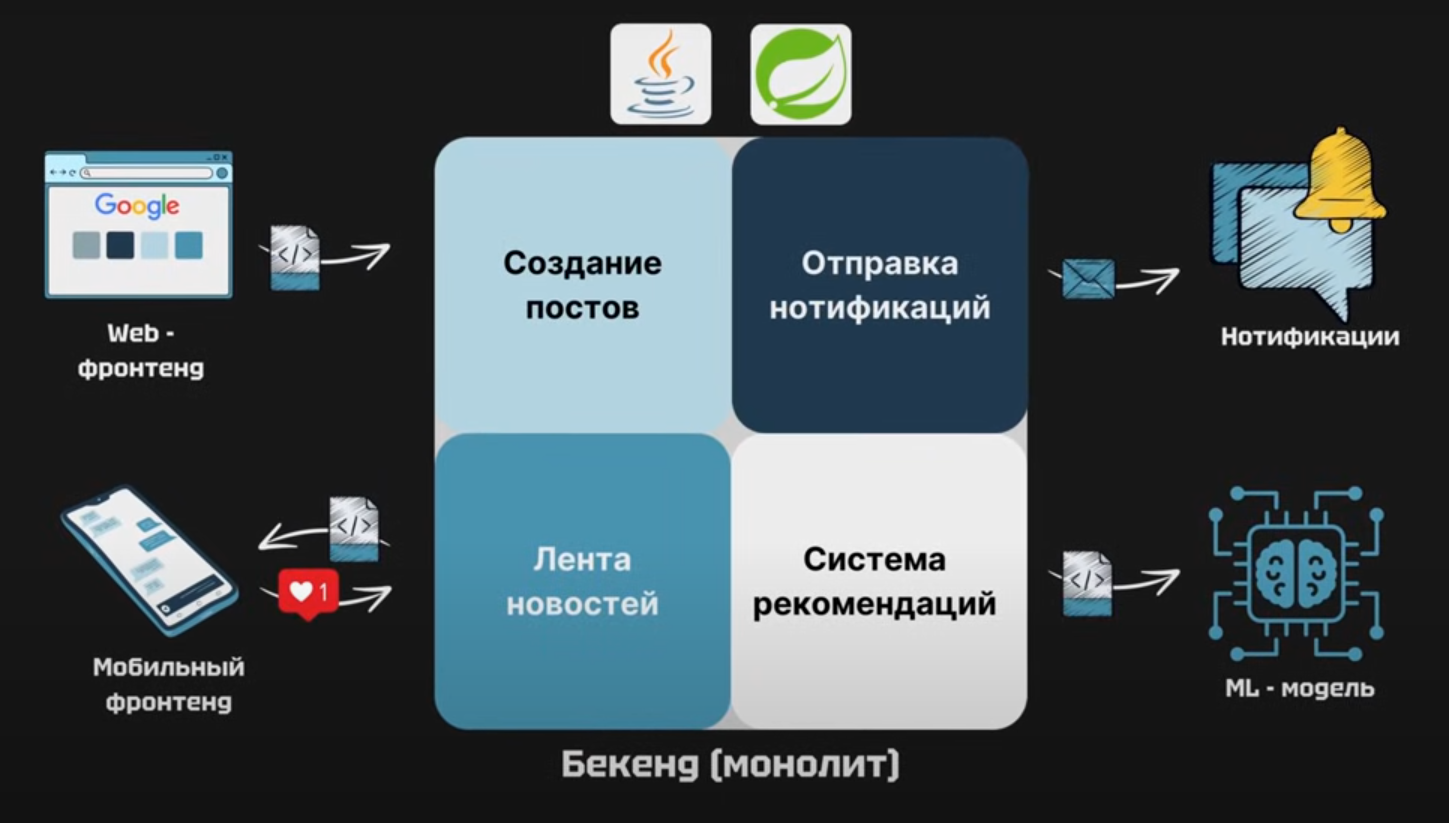 Google
Web -
фронтенд
Создание
постов
Отправка
нотификаций
Нотификации
1
Мобильный
фронтенд
Лента
новостей
Система
рекомендаций
ML - модель
Бекенд (монолит)